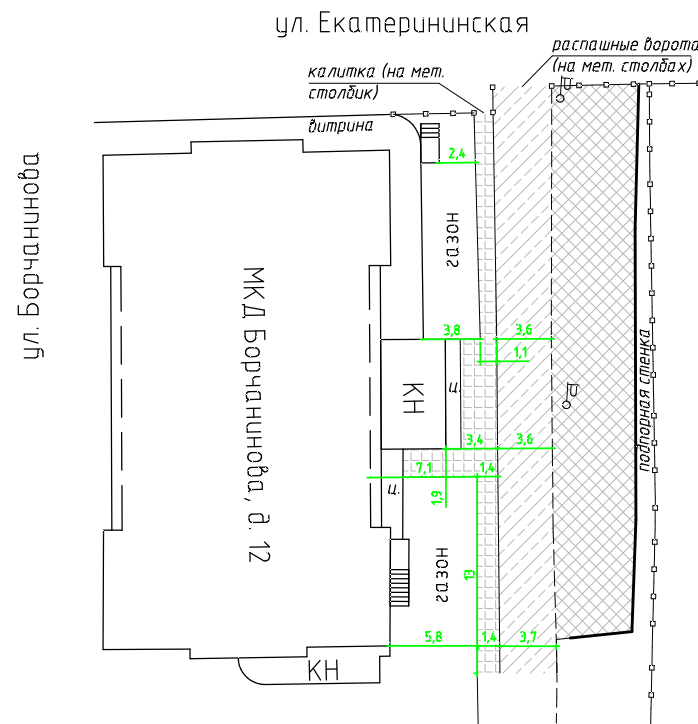 ул. Екатерининская
распашные ворота
(на мет. столбах)
калитка (на мет.
столбик)
витрина
ул. Борчанинова
2,4
газон
МКД Борчанинова, д. 12
3,8
3,6
1,1
подпорная стенка
КН
ц.
3,4
3,6
7,1
1,4
ц.
1,9
13
газон
5,8
1,4
3,7
КН